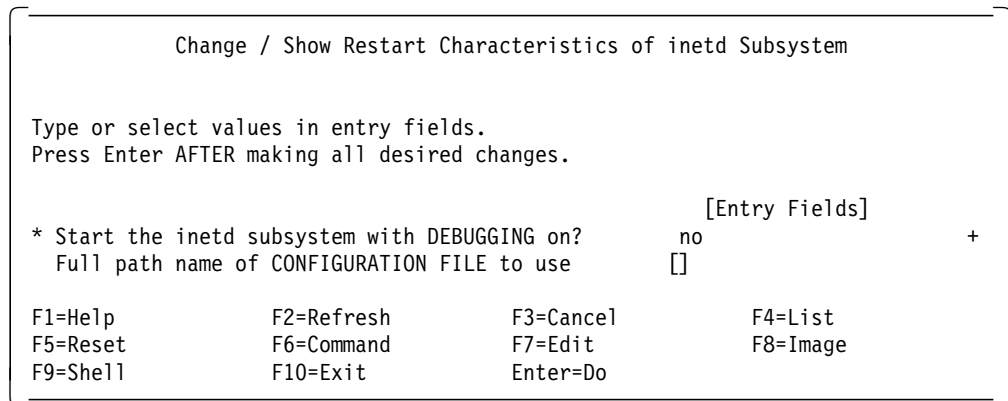 Change / Show Restart Characteristics of inetd Subsystem
Type or select values in entry fields.
Press Enter AFTER making all desired changes.
[Entry Fields]
* Start the inetd subsystem with DEBUGGING on? no +
Full path name of CONFIGURATION FILE to use []
F1=Help F2=Refresh F3=Cancel F4=List
F5=Reset F6=Command F7=Edit F8=Image
F9=Shell F10=Exit Enter=Do